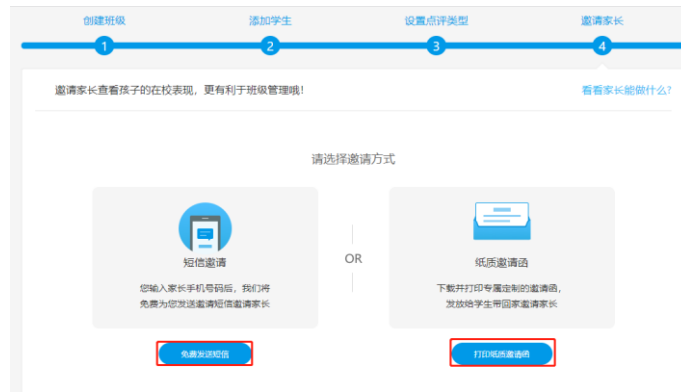 创建班级
添加学生
设置点评类型
邀请家长
1
2
3
4
邀请家长查看孩子的在校表现，更有利于班级管理哦!
看看家长能做什么?
请选择邀请方式
短信邀请
您输入家长手机号码后，我们将
免费为您发送邀请短信邀请家长
免费发送短信
OR
纸质邀请函
下载并打印专属定制的邀请函，
发放给学生带回家邀请家长
打印纸质邀请函